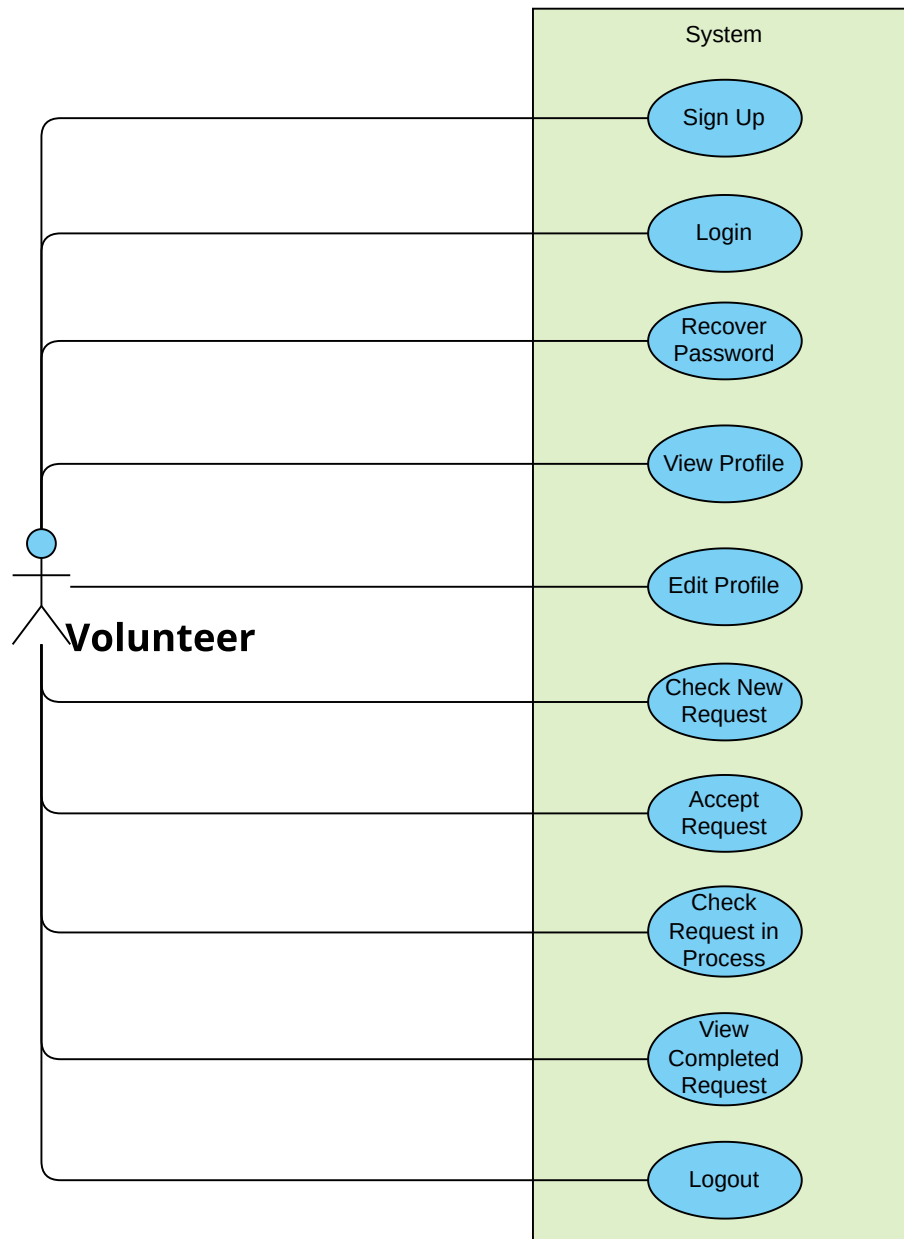 System
Sign Up
Login
Recover
Password
View Profile
Edit Profile
Volunteer
Check New
Request
Accept
Request
Check
Request in
Process
View
Completed
Request
Logout